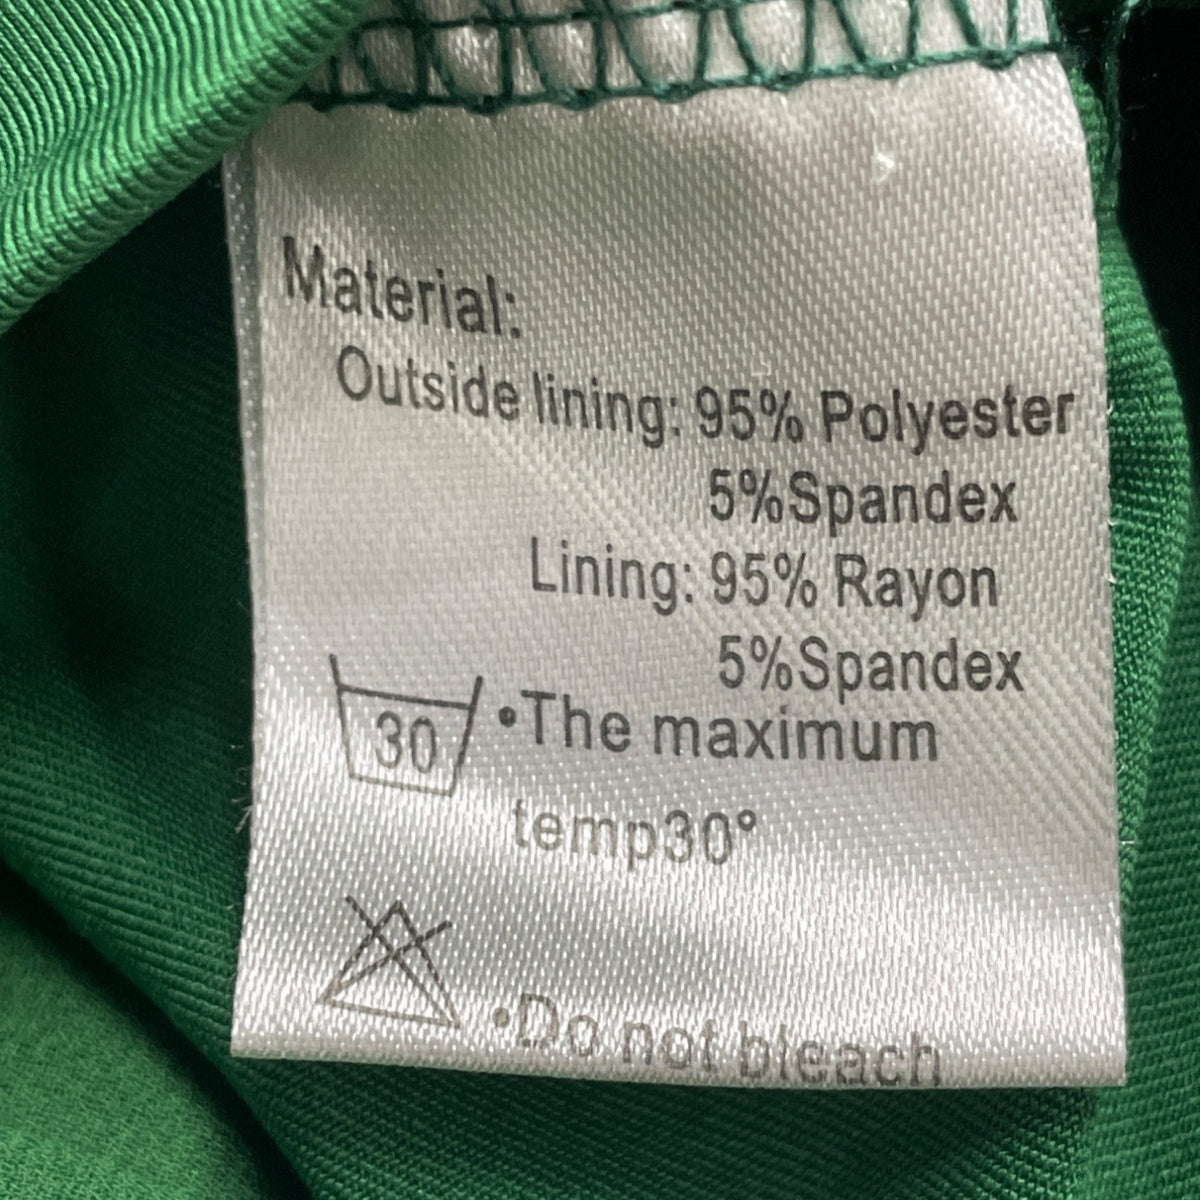 Material:
Outside lining: 95% Polyester
5%Spandex
Lining: 95% Rayon
5%Spandex
30 •The maximum
temp30°
•Do not bleach